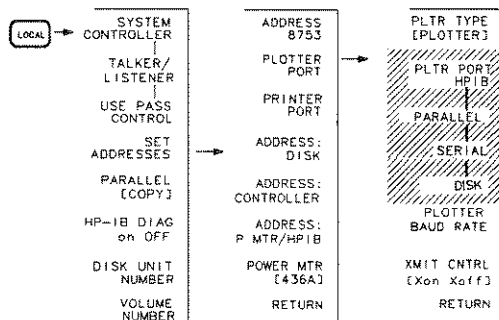 LOCAL
SYSTEM
CONTROLLER
TALKER/
LISTENER
USE PASS
CONTROL
SET
ADDRESSES
PARALLEL
[COPY]
HP-IB DIAG
on OFF
DISK UNIT
NUMBER
VOLUME
NUMBER
ADDRESS
8753
PLOTTER
PORT
PRINTER
PORT
ADDRESS:
DISK
ADDRESS:
CONTROLLER
ADDRESS:
P MTR/HPIB
POWER MTR
[436A]
RETURN
PLTR TYPE
[PLOTTER]
PLTR PORT
HPIB
PARALLEL
SERIAL
DISK
PLOTTER
BAUD RATE
XMIT CNTRL
[Xon Xoff]
RETURN